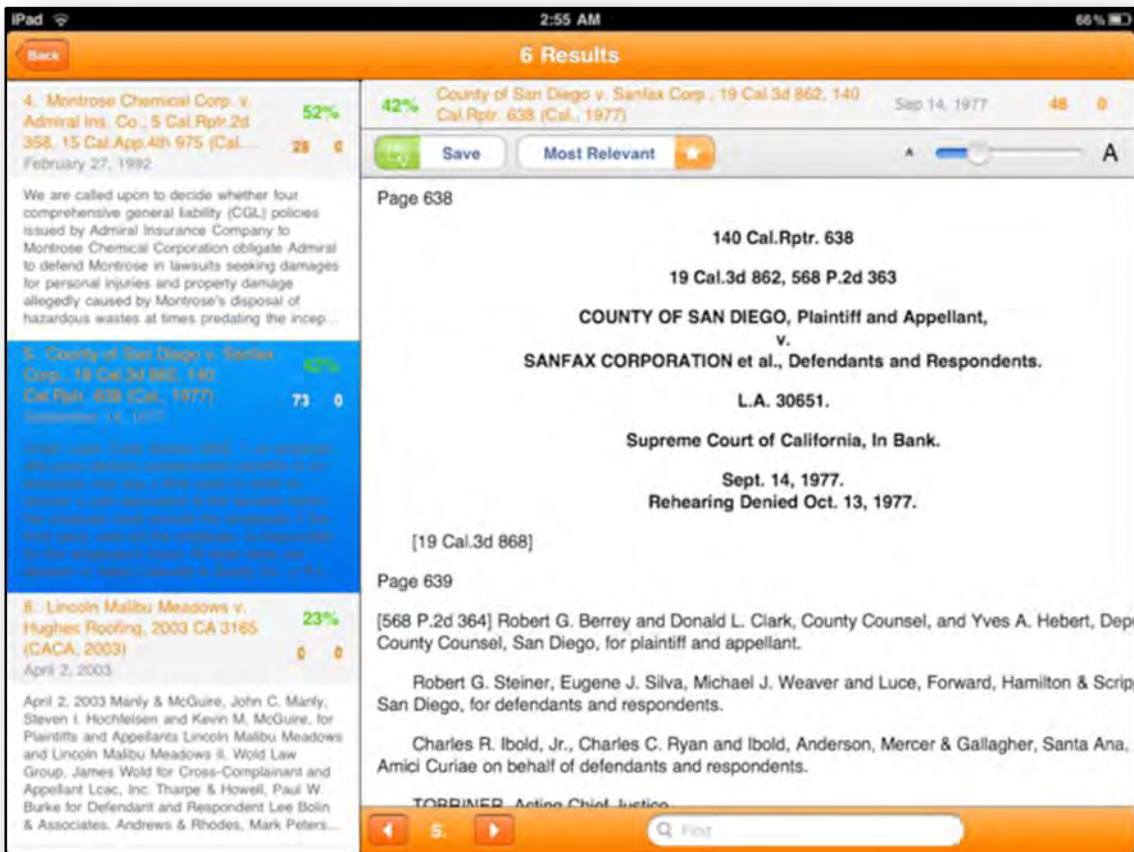 iPad
2:55 AM
66%
Back
6 Results
4. Montrose Chemical Corp. v.
Admiral Ins. Co., 5 Cal.Rptr.2d
358, 15 Cal.App.4th 975 (Cal....
February 27, 1992
52%
28 0
We are called upon to decide whether four
comprehensive general liability (CGL) policies
issued by Admiral Insurance Company to
Montrose Chemical Corporation obligate Admiral
to defend Montrose in lawsuits seeking damages
for personal injuries and property damage
allegedly caused by Montrose's disposal of
hazardous wastes at times predating the incep...
5. County of San Diego v. Sanfax
Corp., 19 Cal.3d 862, 140
Cal.Rptr. 638 (Cal., 1977)
September 14, 1977
42%
73 0
6. Lincoln Malibu Meadows v.
Hughes Roofing, 2003 CA 3165
(CACA, 2003)
April 2, 2003
23%
0 0
April 2, 2003 Manly & McGuire, John C. Manly,
Steven I. Hochfelsen and Kevin M. McGuire, for
Plaintiffs and Appellants Lincoln Malibu Meadows
and Lincoln Malibu Meadows II. Wold Law
Group, James Wold for Cross-Complainant and
Appellant Lcac, Inc. Tharpe & Howell, Paul W.
Burke for Defendant and Respondent Lee Bolin
& Associates. Andrews & Rhodes, Mark Peters...
42%
County of San Diego v. Sanfax Corp., 19 Cal.3d 862, 140
Cal.Rptr. 638 (Cal., 1977)
Sep 14, 1977
48 0
Save
Most Relevant
A
A
Page 638
140 Cal.Rptr. 638
19 Cal.3d 862, 568 P.2d 363
COUNTY OF SAN DIEGO, Plaintiff and Appellant,
v.
SANFAX CORPORATION et al., Defendants and Respondents.
L.A. 30651.
Supreme Court of California, In Bank.
Sept. 14, 1977.
Rehearing Denied Oct. 13, 1977.
[19 Cal.3d 868]
Page 639
[568 P.2d 364] Robert G. Berrey and Donald L. Clark, County Counsel, and Yves A. Hebert, Dep
County Counsel, San Diego, for plaintiff and appellant.
Robert G. Steiner, Eugene J. Silva, Michael J. Weaver and Luce, Forward, Hamilton & Scrip
San Diego, for defendants and respondents.
Charles R. Ibold, Jr., Charles C. Ryan and Ibold, Anderson, Mercer & Gallagher, Santa Ana,
Amici Curiae on behalf of defendants and respondents.
TOBRINER, Acting Chief Justice.
5.
Find